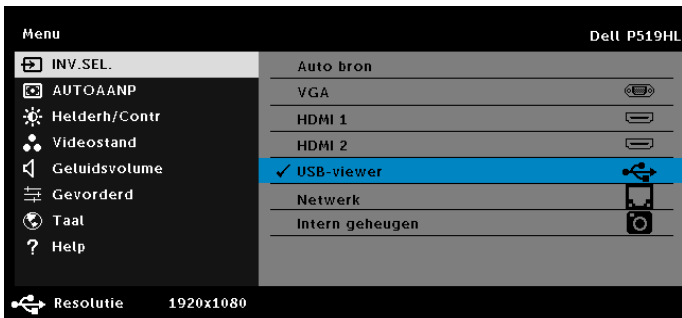 Menu
Dell P519HL
INV.SEL.
AUTOAANP
Helderh/Contr
Videostand
Geluidsvolume
Gevorderd
Taal
? Help
Auto bron
VGA
HDMI 1
HDMI 2
USB-viewer
Netwerk
Intern geheugen
Resolutie 1920x1080